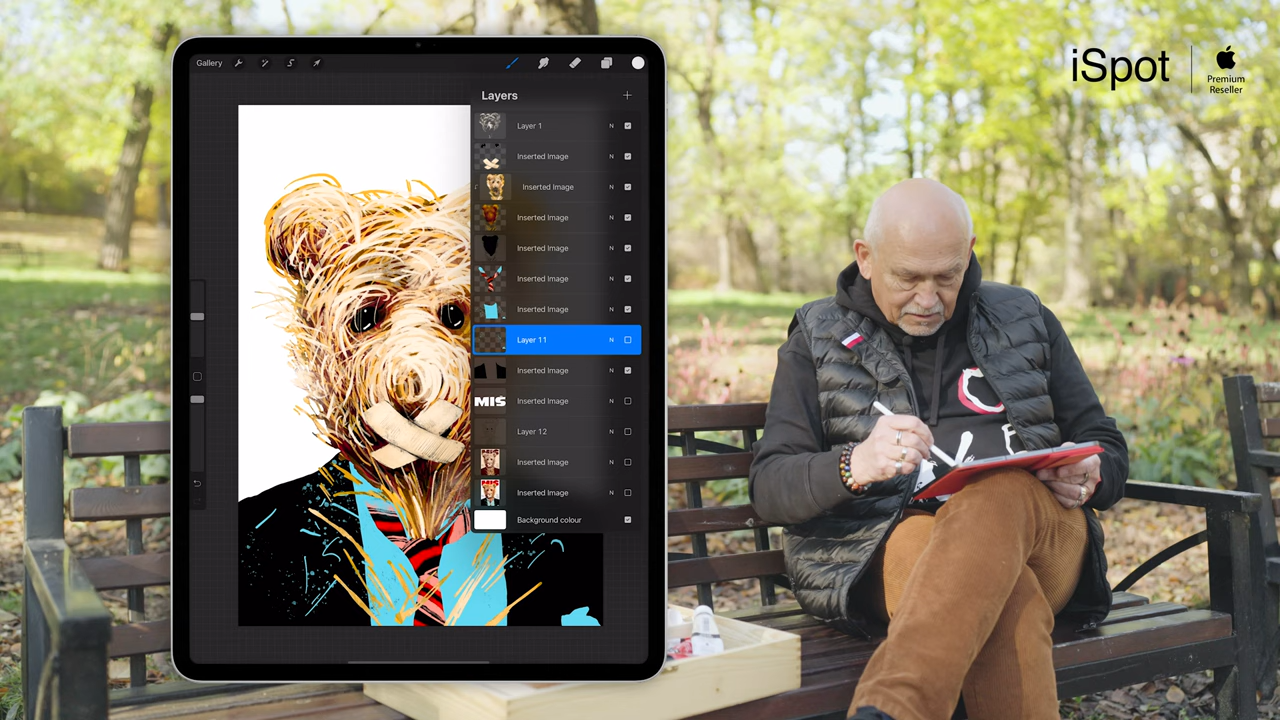 Gallery
Layers
Layer 1 N
Inserted Image N
Inserted Image N
Inserted Image N
Inserted Image N
Inserted Image N
Inserted Image N
Layer 11 N
Inserted Image N
MIS Inserted Image N
Layer 12 N
Inserted Image N
Inserted Image N
Background colour
iSpot
Premium
Reseller